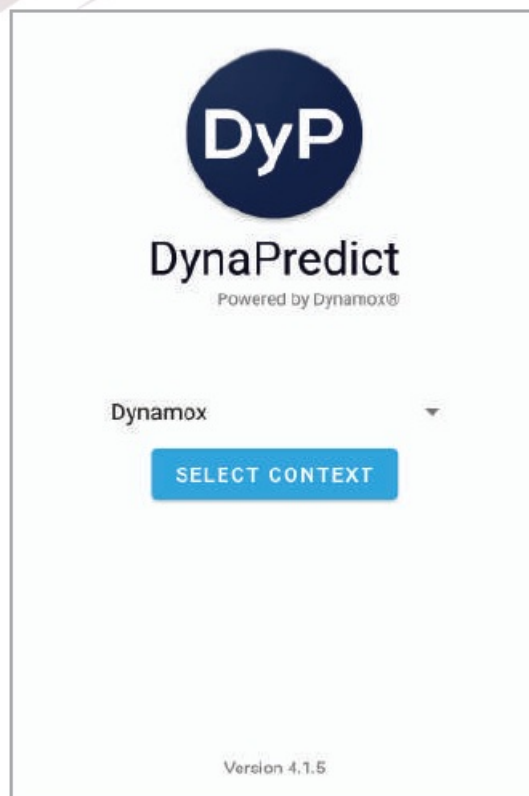 DyP
DynaPredict
Powered by Dynamox®
Dynamox
SELECT CONTEXT
Version 4.1.5